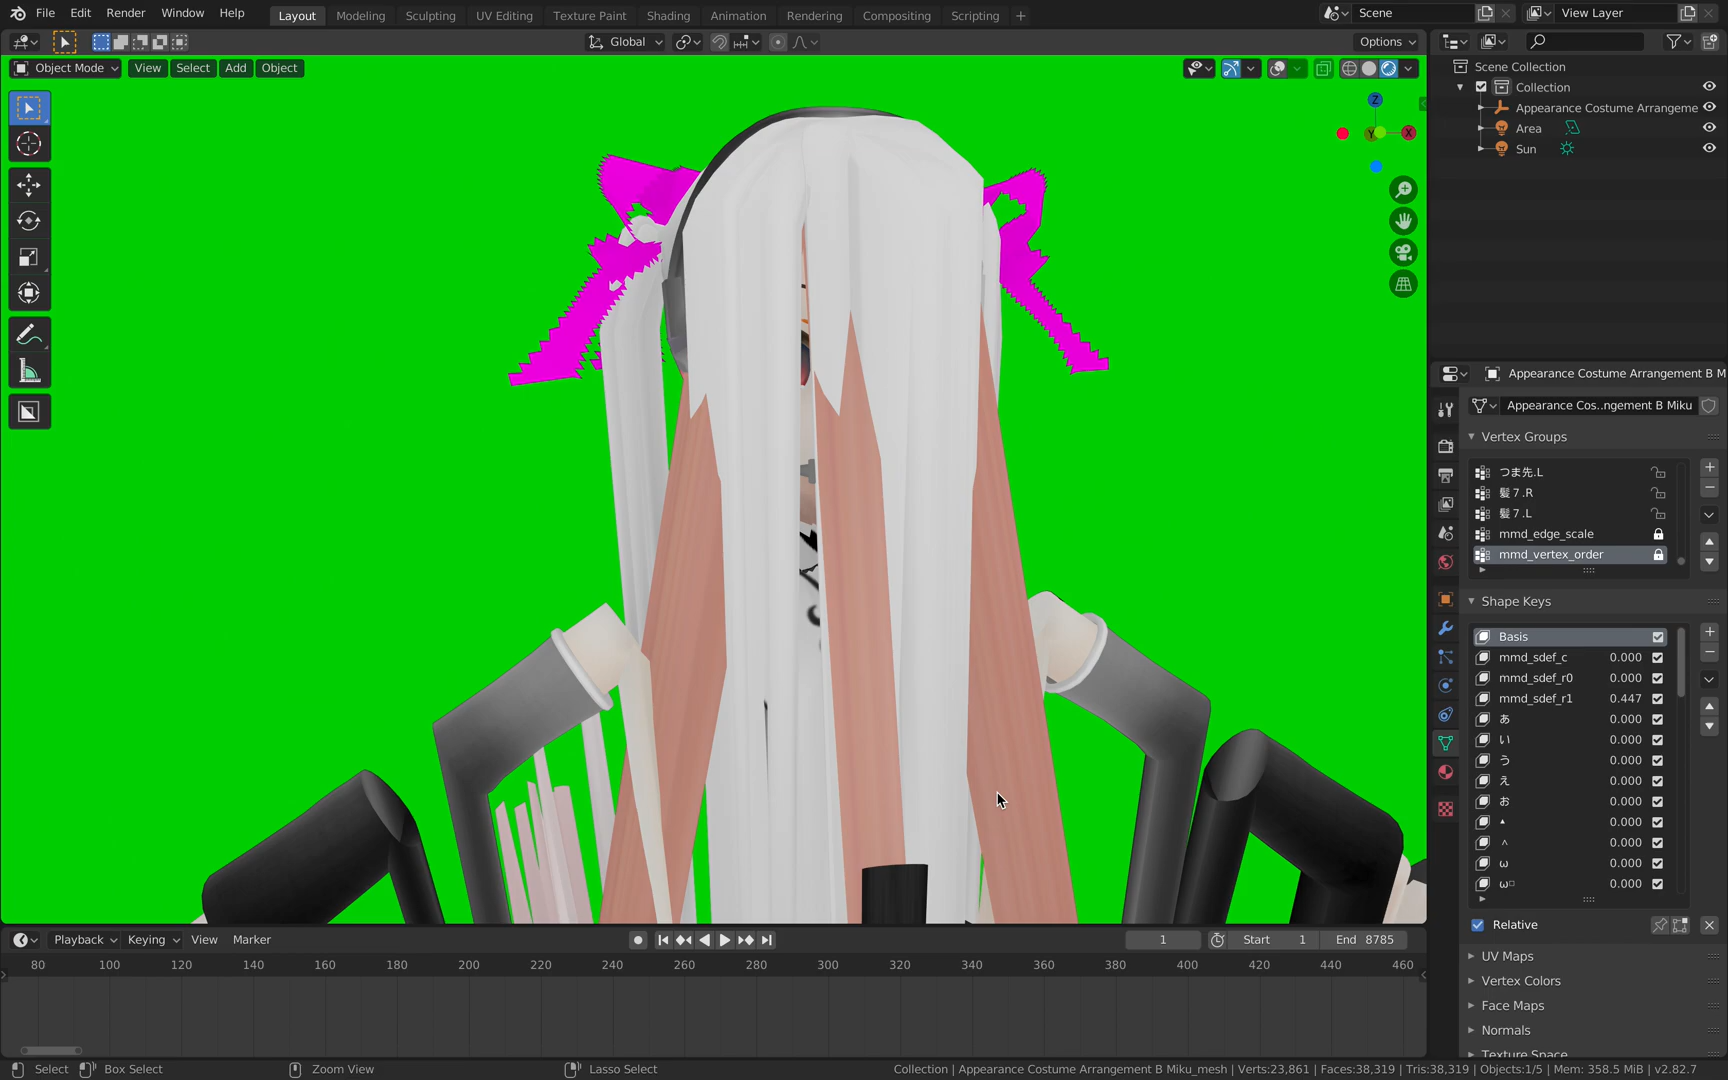 File Edit Render Window Help Layout Modeling Sculpting UV Editing Texture Paint Shading Animation Rendering Compositing Scripting + Scene View Layer
Global Options
Object Mode View Select Add Object
Z
Y X
Scene Collection
Collection
Appearance Costume Arrangeme
Area
Sun
Appearance Costume Arrangement B M
Appearance Cos..ngement B Miku
Vertex Groups
つま先.L
髪７.R
髪７.L
mmd_edge_scale
mmd_vertex_order
Shape Keys
Basis
mmd_sdef_c 0.000
mmd_sdef_r0 0.000
mmd_sdef_r1 0.447
あ 0.000
い 0.000
う 0.000
え 0.000
お 0.000
▲ 0.000
∧ 0.000
ω 0.000
ω□ 0.000
Relative
UV Maps
Vertex Colors
Face Maps
Normals
Texture Space
Playback Keying View Marker 1 Start 1 End 8785
80 100 120 140 160 180 200 220 240 260 280 300 320 340 360 380 400 420 440 460
Select Box Select Zoom View Lasso Select Collection | Appearance Costume Arrangement B Miku_mesh | Verts:23,861 | Faces:38,319 | Tris:38,319 | Objects:1/5 | Mem: 358.5 MiB | v2.82.7